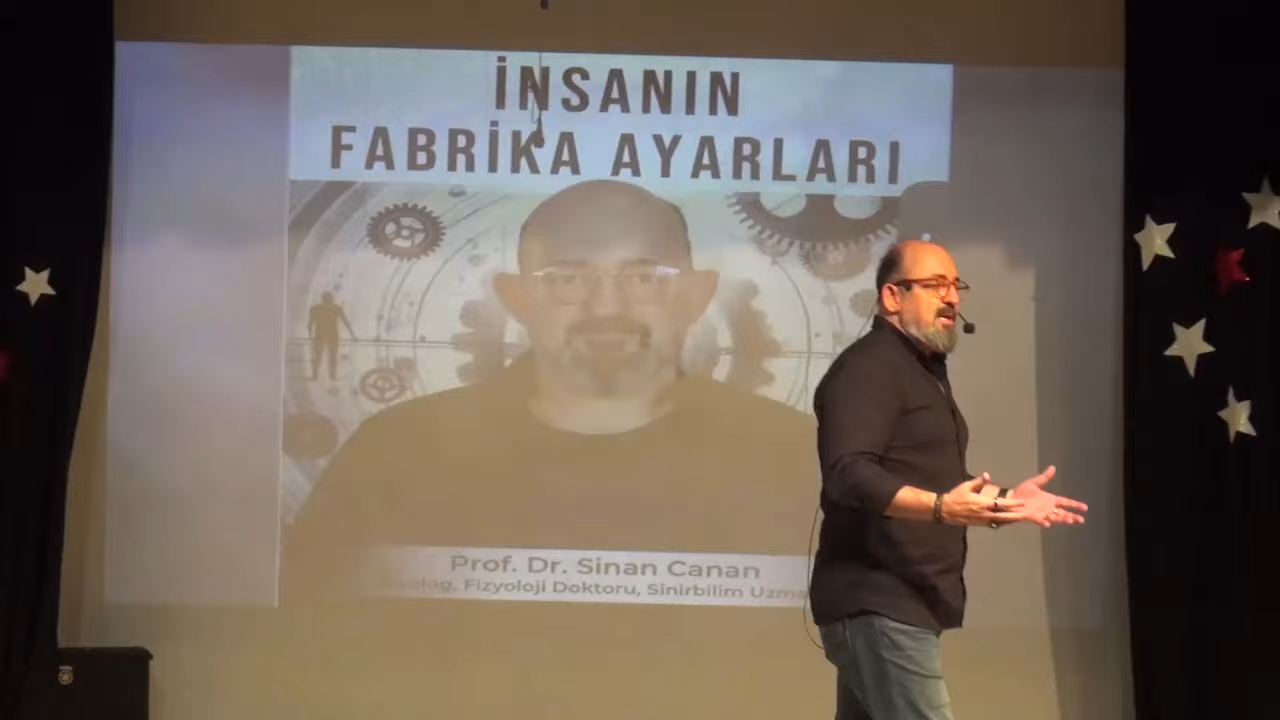 İNSANIN
FABRİKA AYARLARI
Prof. Dr. Sinan Canan
Fizyoloji Doktoru, Sinirbilim